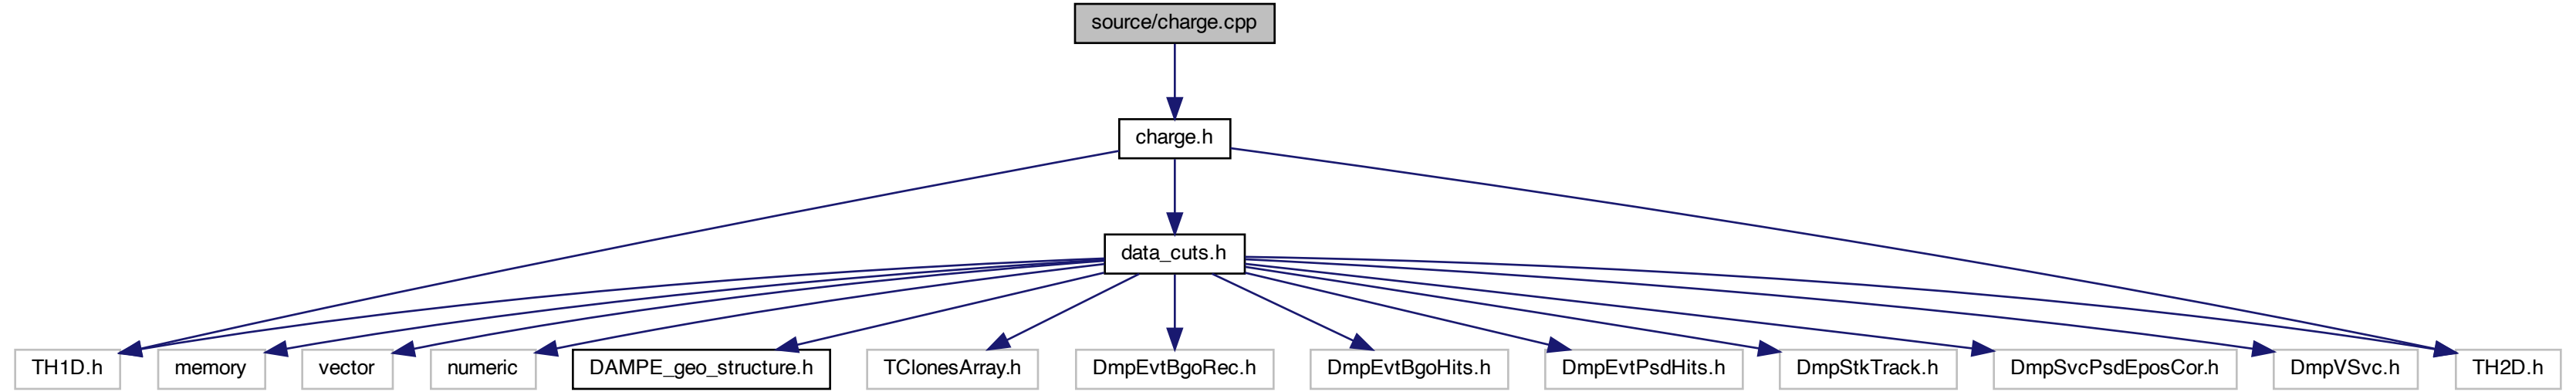 source/charge.cpp
charge.h
data_cuts.h
TH1D.h
memory
vector
numeric
DAMPE_geo_structure.h
TClonesArray.h
DmpEvtBgoRec.h
DmpEvtBgoHits.h
DmpEvtPsdHits.h
DmpStkTrack.h
DmpSvcPsdEposCor.h
DmpVSvc.h
TH2D.h